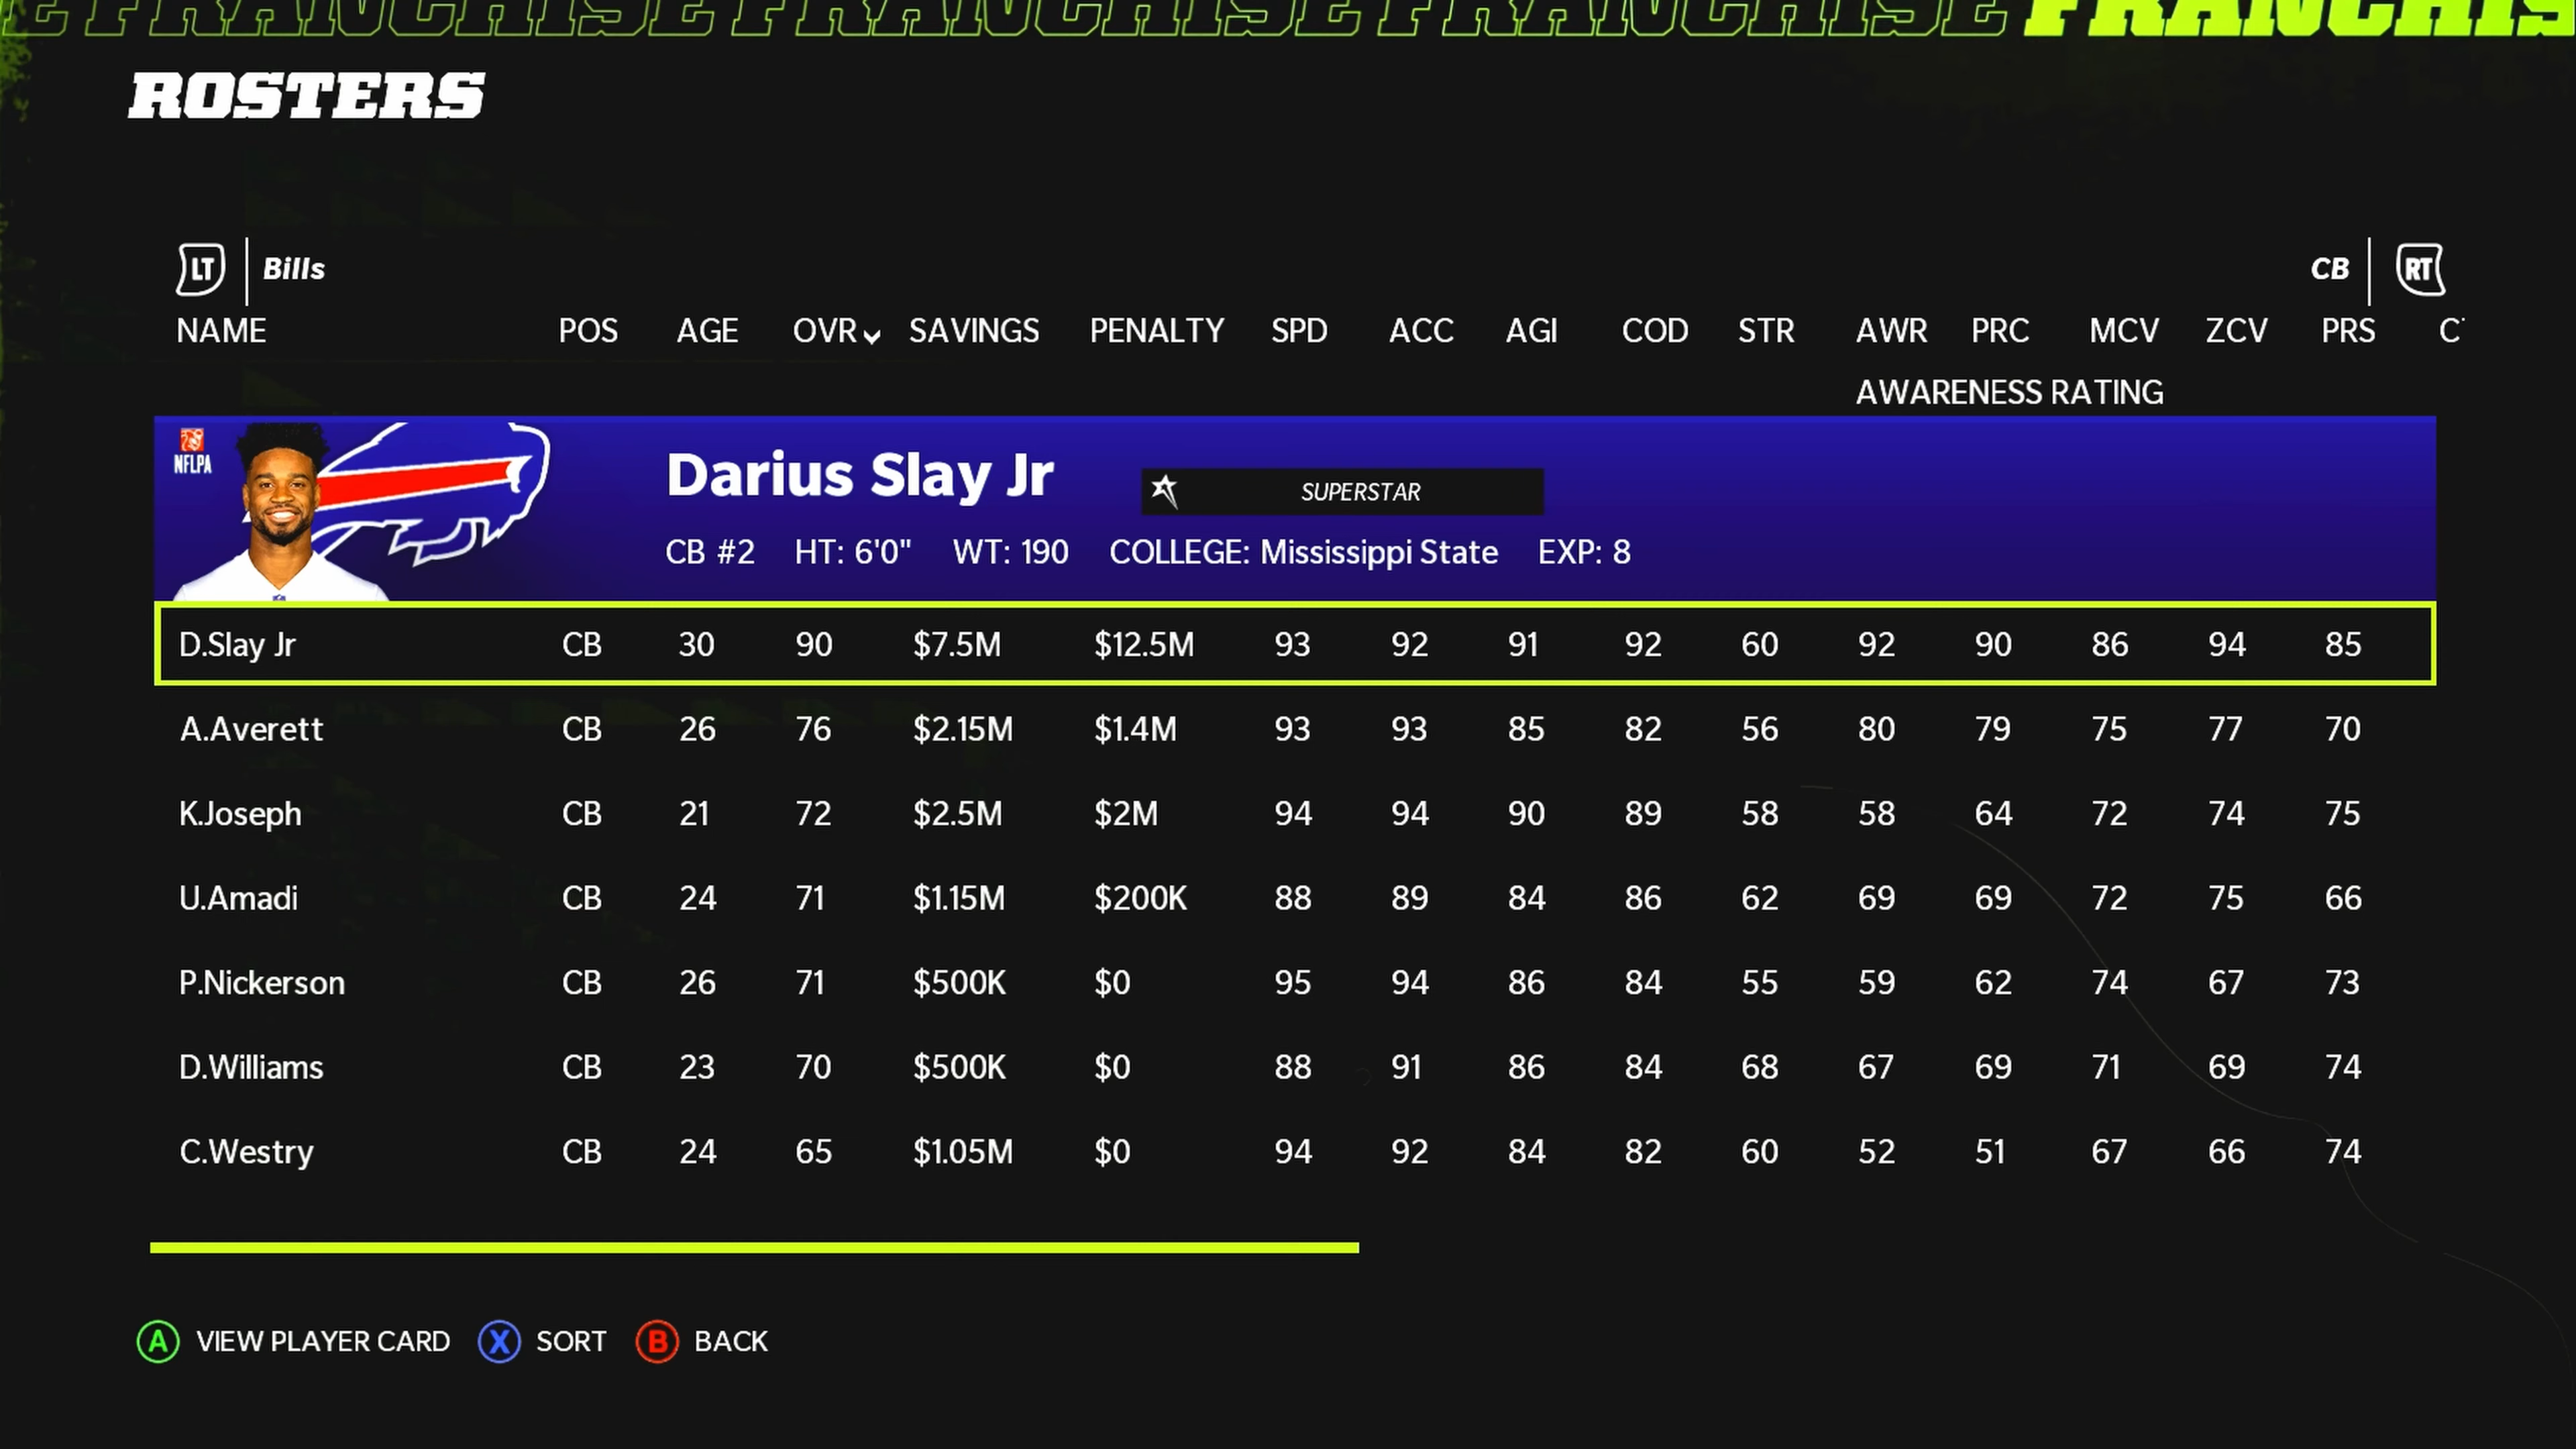 E FRANCHISE FRANCHISE FRANCHISE FRANCHIS
ROSTERS
LT Bills CB RT
NAME POS AGE OVR SAVINGS PENALTY SPD ACC AGI COD STR AWR PRC MCV ZCV PRS
AWARENESS RATING
NFLPA
Darius Slay Jr SUPERSTAR
CB #2 HT: 6'0" WT: 190 COLLEGE: Mississippi State EXP: 8
D.Slay Jr CB 30 90 $7.5M $12.5M 93 92 91 92 60 92 90 86 94 85
A.Averett CB 26 76 $2.15M $1.4M 93 93 85 82 56 80 79 75 77 70
K.Joseph CB 21 72 $2.5M $2M 94 94 90 89 58 58 64 72 74 75
U.Amadi CB 24 71 $1.15M $200K 88 89 84 86 62 69 69 72 75 66
P.Nickerson CB 26 71 $500K $0 95 94 86 84 55 59 62 74 67 73
D.Williams CB 23 70 $500K $0 88 91 86 84 68 67 69 71 69 74
C.Westry CB 24 65 $1.05M $0 94 92 84 82 60 52 51 67 66 74
A VIEW PLAYER CARD X SORT B BACK